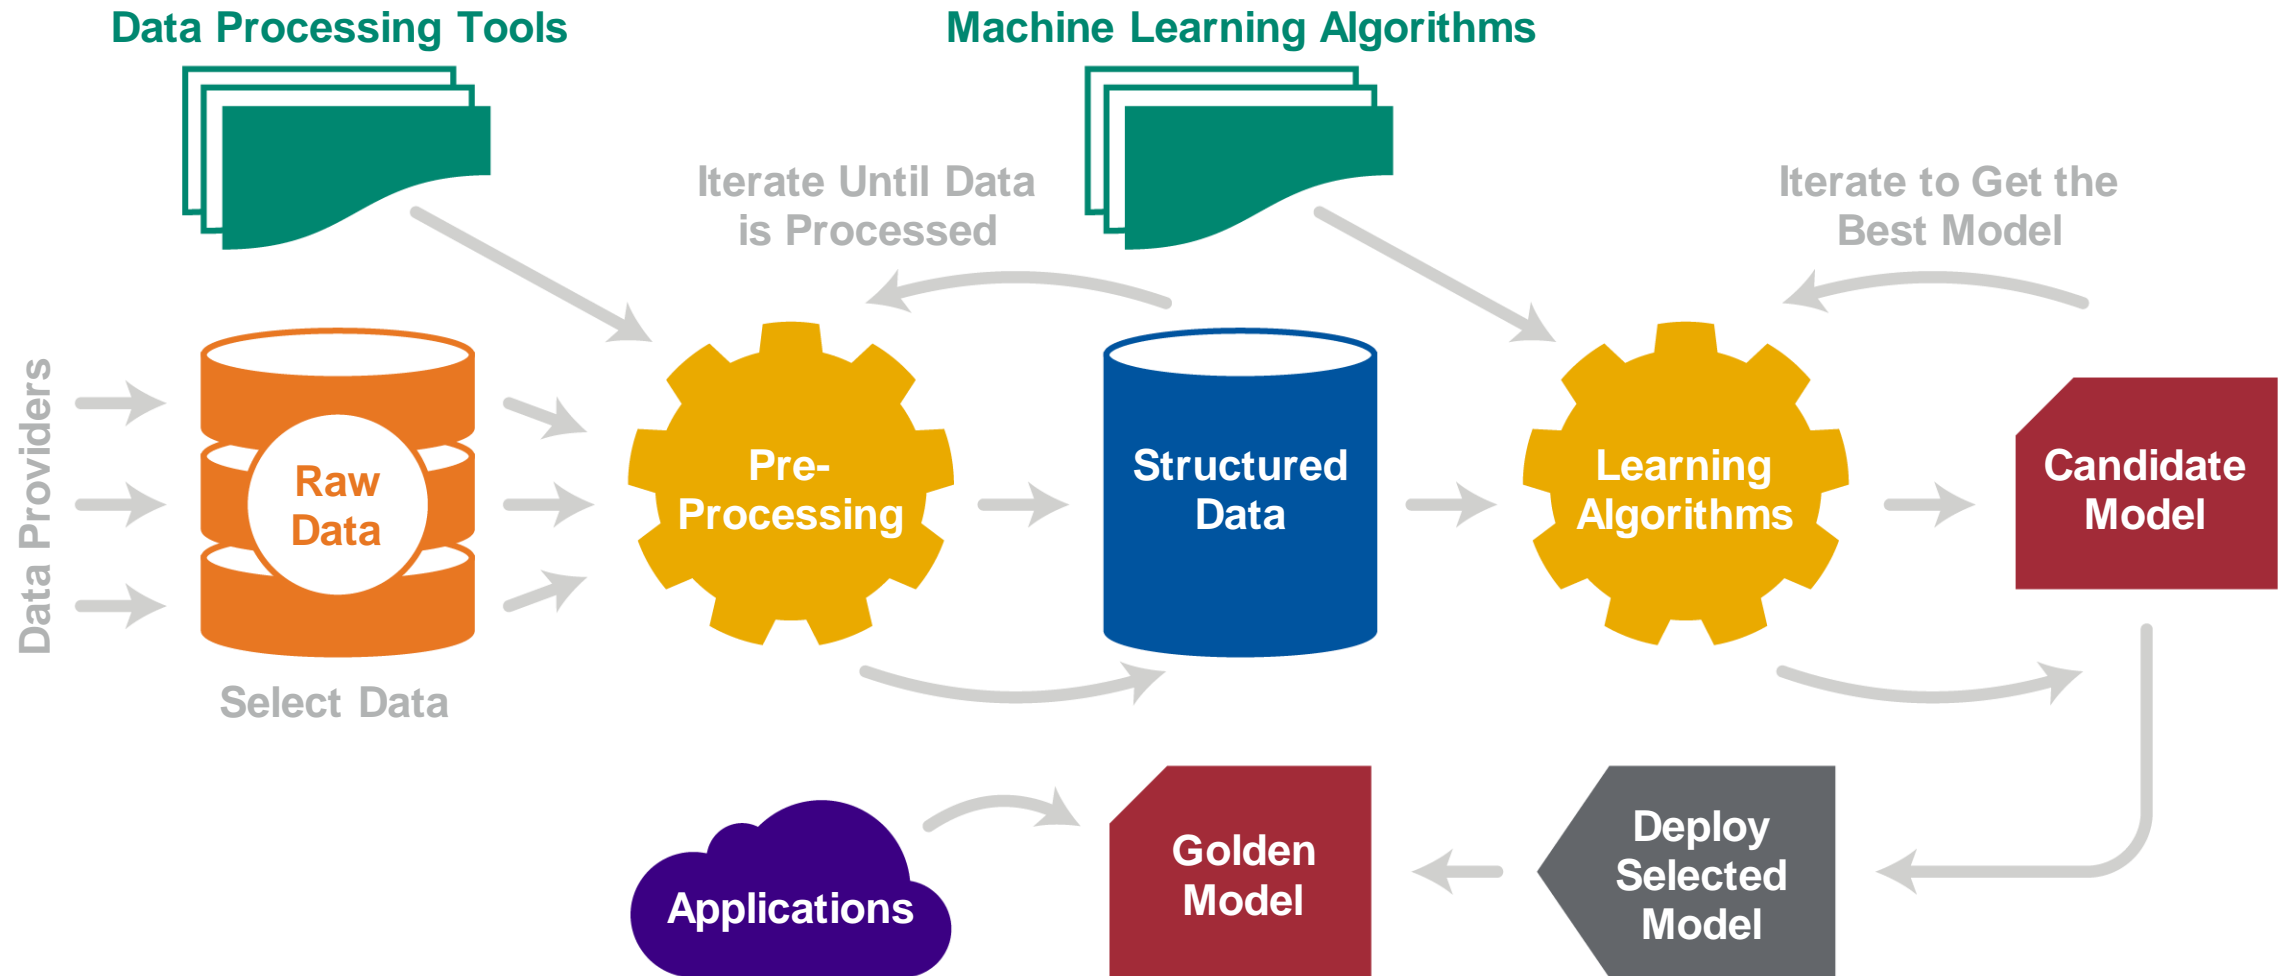 Data Processing Tools
Machine Learning Algorithms
Iterate Until Data
is Processed
Iterate to Get the
Best Model
Data Providers
Raw
Data
Select Data
Pre-
Processing
Structured
Data
Learning
Algorithms
Candidate
Model
Applications
Golden
Model
Deploy
Selected
Model